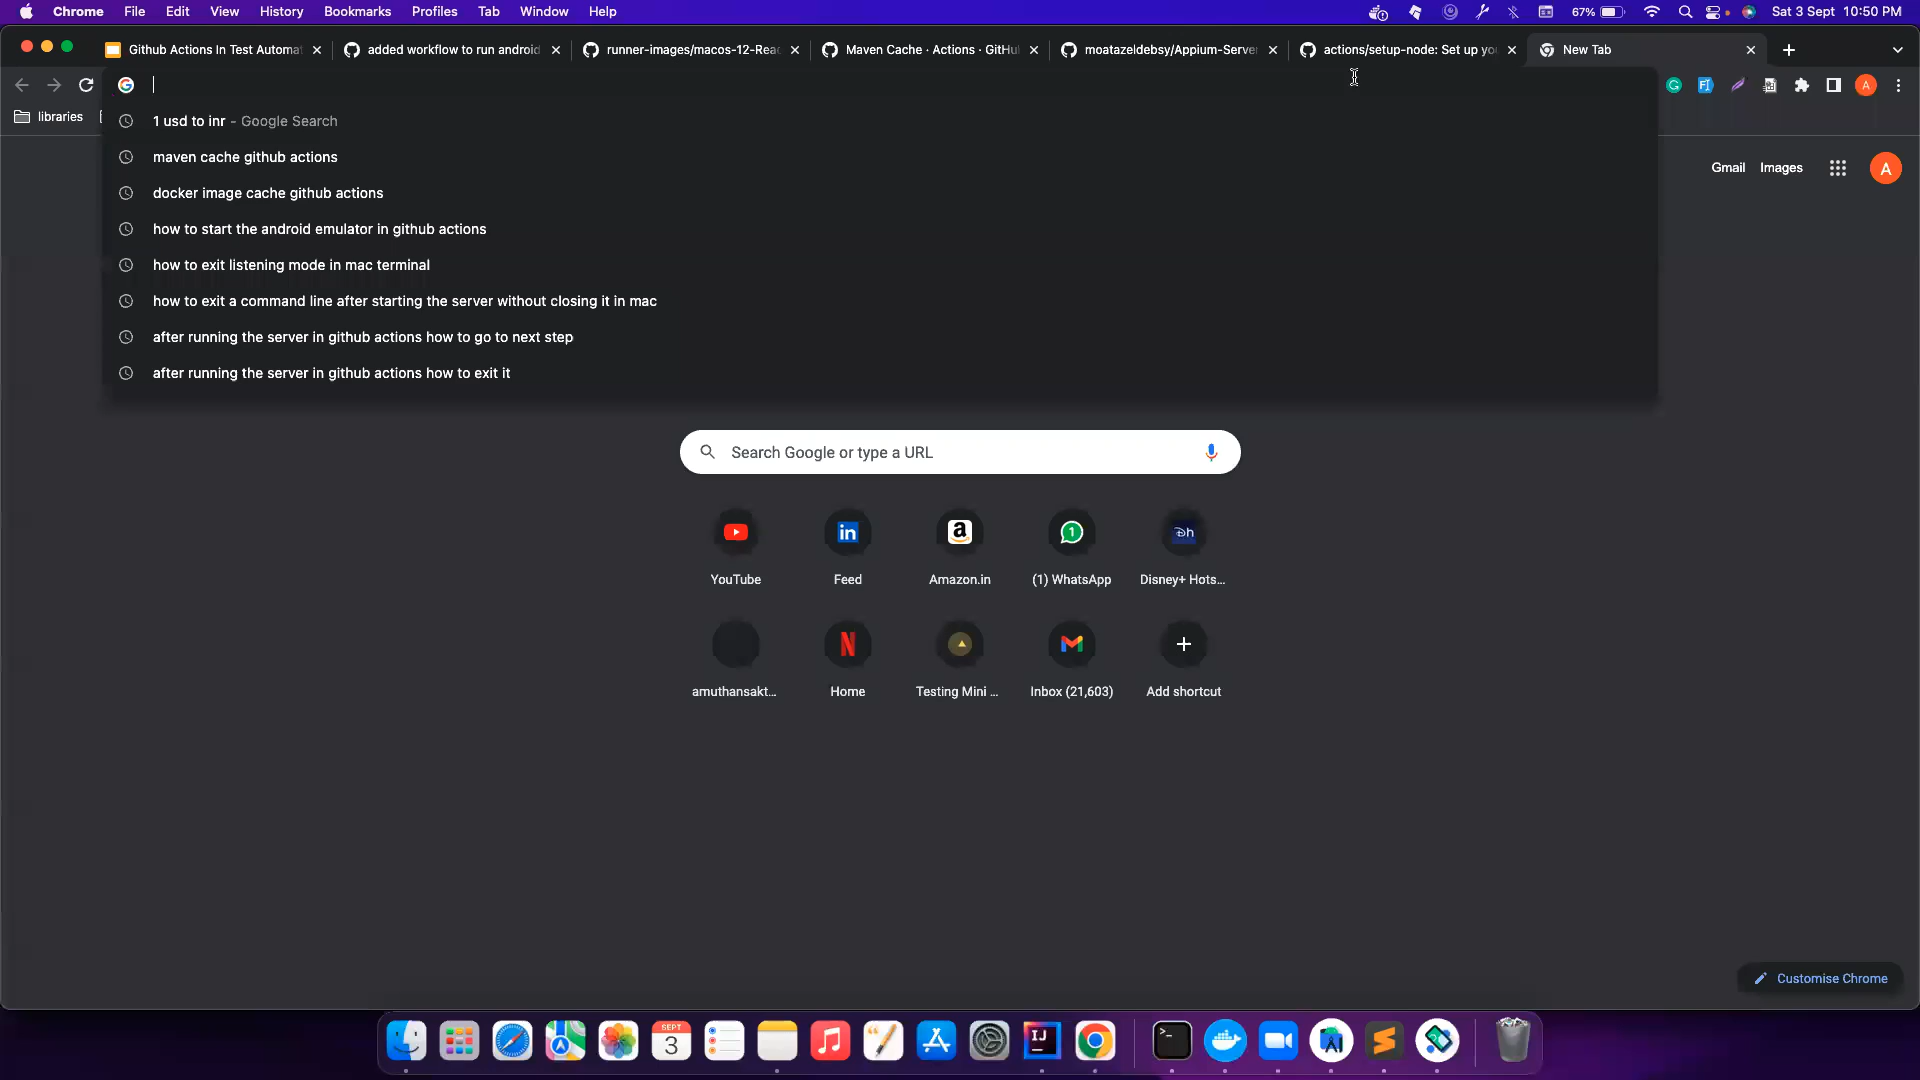 Chrome File Edit View History Bookmarks Profiles Tab Window Help 67% Sat 3 Sept 10:50 PM
Github Actions In Test Automat added workflow to run android runner-images/macos-12-Rea Maven Cache · Actions · GitHu moatazeldebsy/Appium-Server actions/setup-node: Set up yo New Tab
libraries
1 usd to inr - Google Search
maven cache github actions
Gmail Images A
docker image cache github actions
how to start the android emulator in github actions
how to exit listening mode in mac terminal
how to exit a command line after starting the server without closing it in mac
after running the server in github actions how to go to next step
after running the server in github actions how to exit it
Search Google or type a URL
YouTube Feed Amazon.in (1) WhatsApp Disney+ Hots...
amuthansakt... Home Testing Mini ... Inbox (21,603) Add shortcut
Customise Chrome
SEPT
3
IJ